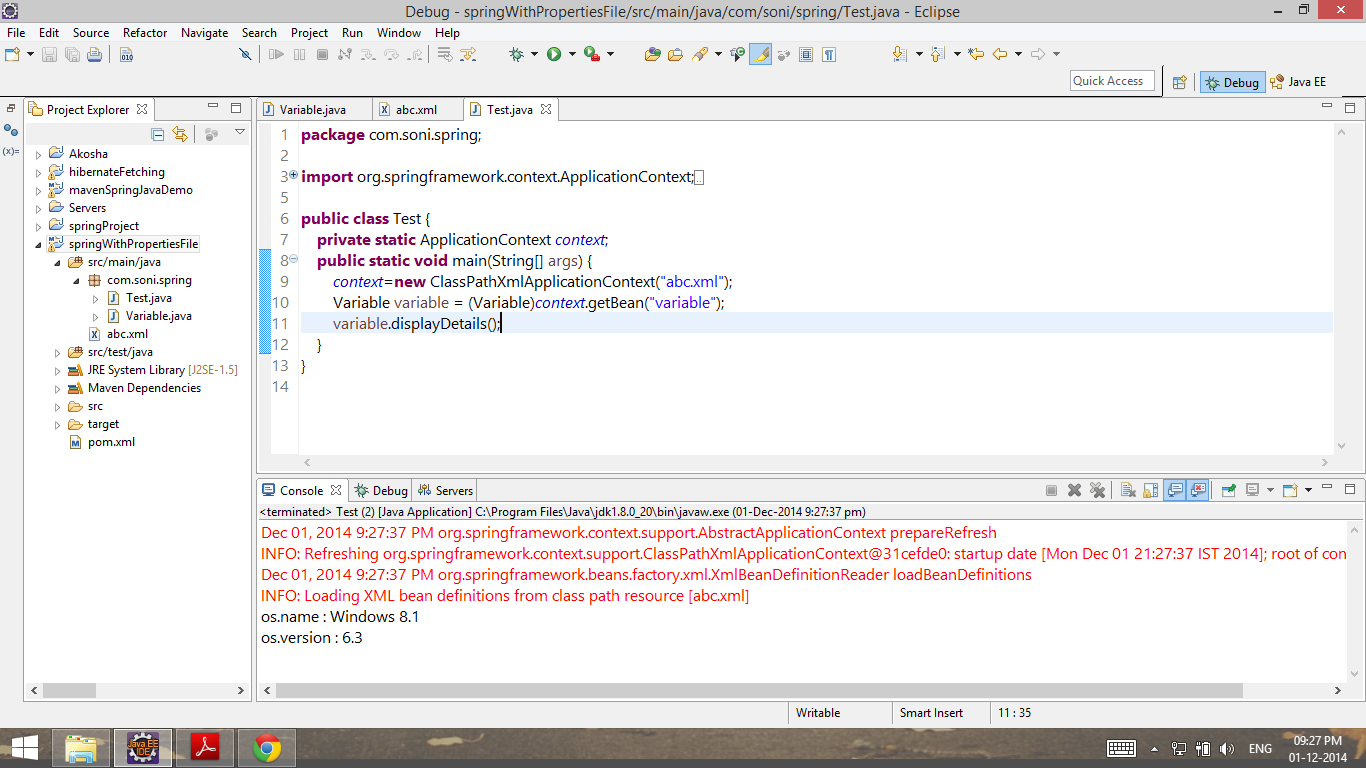 Debug - springWithPropertiesFile/src/main/java/com/soni/spring/Test.java - Eclipse
File Edit Source Refactor Navigate Search Project Run Window Help
Quick Access
Debug
Java EE
Project Explorer
Akosha
hibernateFetching
mavenSpringJavaDemo
Servers
springProject
springWithPropertiesFile
src/main/java
com.soni.spring
Test.java
Variable.java
abc.xml
src/test/java
JRE System Library [J2SE-1.5]
Maven Dependencies
src
target
pom.xml
Variable.java
abc.xml
Test.java
1 package com.soni.spring;
2
3 import org.springframework.context.ApplicationContext;
5
6 public class Test {
7 private static ApplicationContext context;
8 public static void main(String[] args) {
9 context=new ClassPathXmlApplicationContext("abc.xml");
10 Variable variable = (Variable)context.getBean("variable");
11 variable.displayDetails();
12 }
13 }
14
Console
Debug
Servers
<terminated> Test (2) [Java Application] C:\Program Files\Java\jdk1.8.0_20\bin\javaw.exe (01-Dec-2014 9:27:37 pm)
Dec 01, 2014 9:27:37 PM org.springframework.context.support.AbstractApplicationContext prepareRefresh
INFO: Refreshing org.springframework.context.support.ClassPathXmlApplicationContext@31cefde0: startup date [Mon Dec 01 21:27:37 IST 2014]; root of con
Dec 01, 2014 9:27:37 PM org.springframework.beans.factory.xml.XmlBeanDefinitionReader loadBeanDefinitions
INFO: Loading XML bean definitions from class path resource [abc.xml]
os.name : Windows 8.1
os.version : 6.3
Writable
Smart Insert
11 : 35
Java EE
IDE
ENG
09:27 PM
01-12-2014
(x)=
010